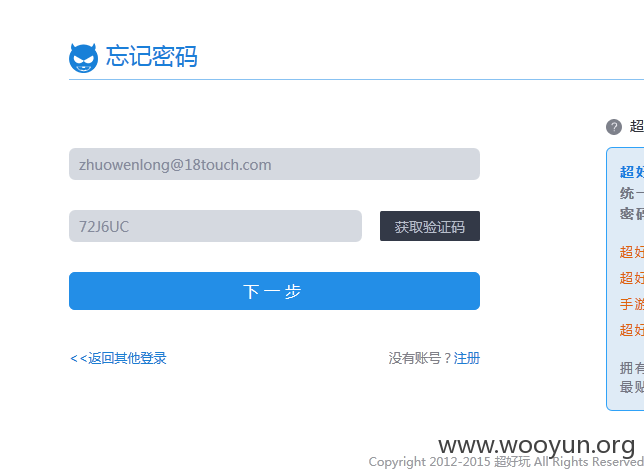 忘记密码
zhuowenlong@18touch.com
72J6UC
获取验证码
下一步
<<返回其他登录
没有账号？注册
? 超
超好
统一
密码
超好
超好
手游
超好
拥有
最贴
www.wooyun.org
Copyright 2012-2015 超好玩 All Rights Reserved